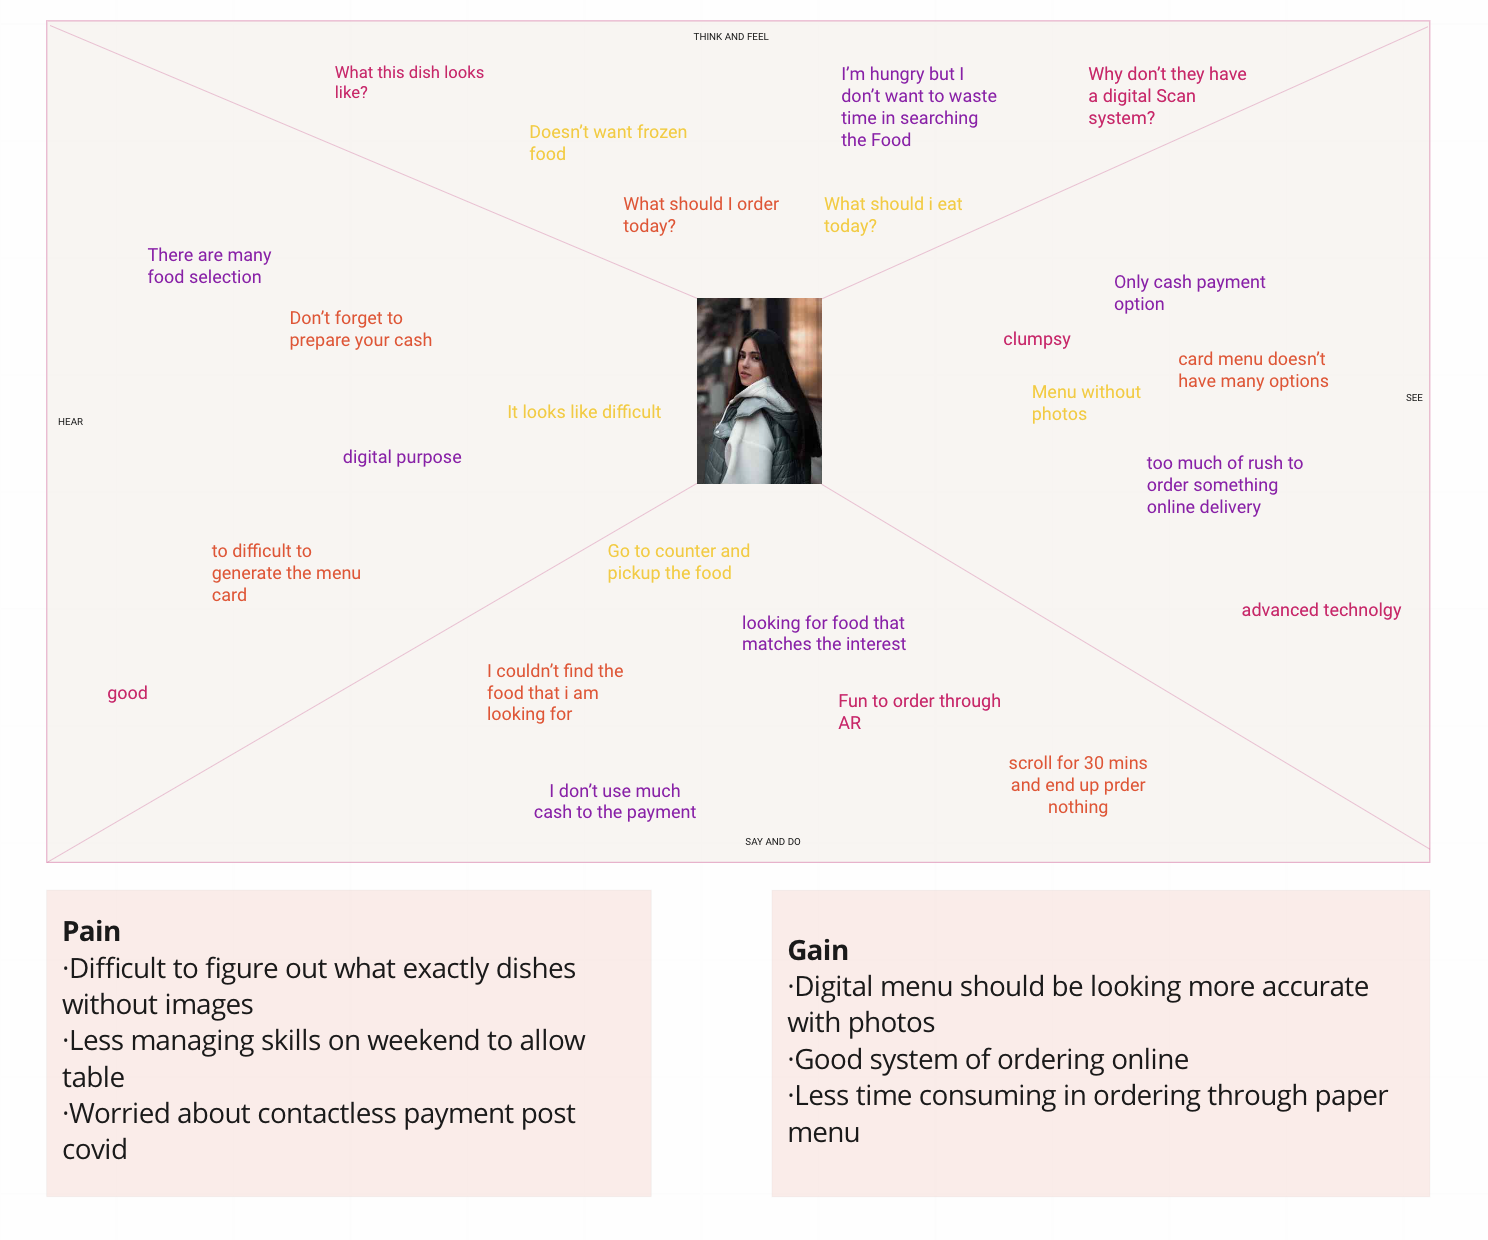 THINK AND FEEL
What this dish looks
like?
I'm hungry but I
don't want to waste
time in searching
the Food
Why don't they have
a digital Scan
system?
Doesn't want frozen
food
What should I order
today?
What should i eat
today?
There are many
food selection
Don't forget to
prepare your cash
It looks like difficult
HEAR
digital purpose
to difficult to
generate the menu
card
good
Only cash payment
option
clumpsy
card menu doesn't
have many options
Menu without
photos
SEE
too much of rush to
order something
online delivery
advanced technolgy
Go to counter and
pickup the food
looking for food that
matches the interest
I couldn't find the
food that i am
looking for
Fun to order through
AR
scroll for 30 mins
and end up prder
nothing
I don't use much
cash to the payment
SAY AND DO
Pain
·Difficult to figure out what exactly dishes
without images
·Less managing skills on weekend to allow
table
·Worried about contactless payment post
covid
Gain
·Digital menu should be looking more accurate
with photos
·Good system of ordering online
·Less time consuming in ordering through paper
menu